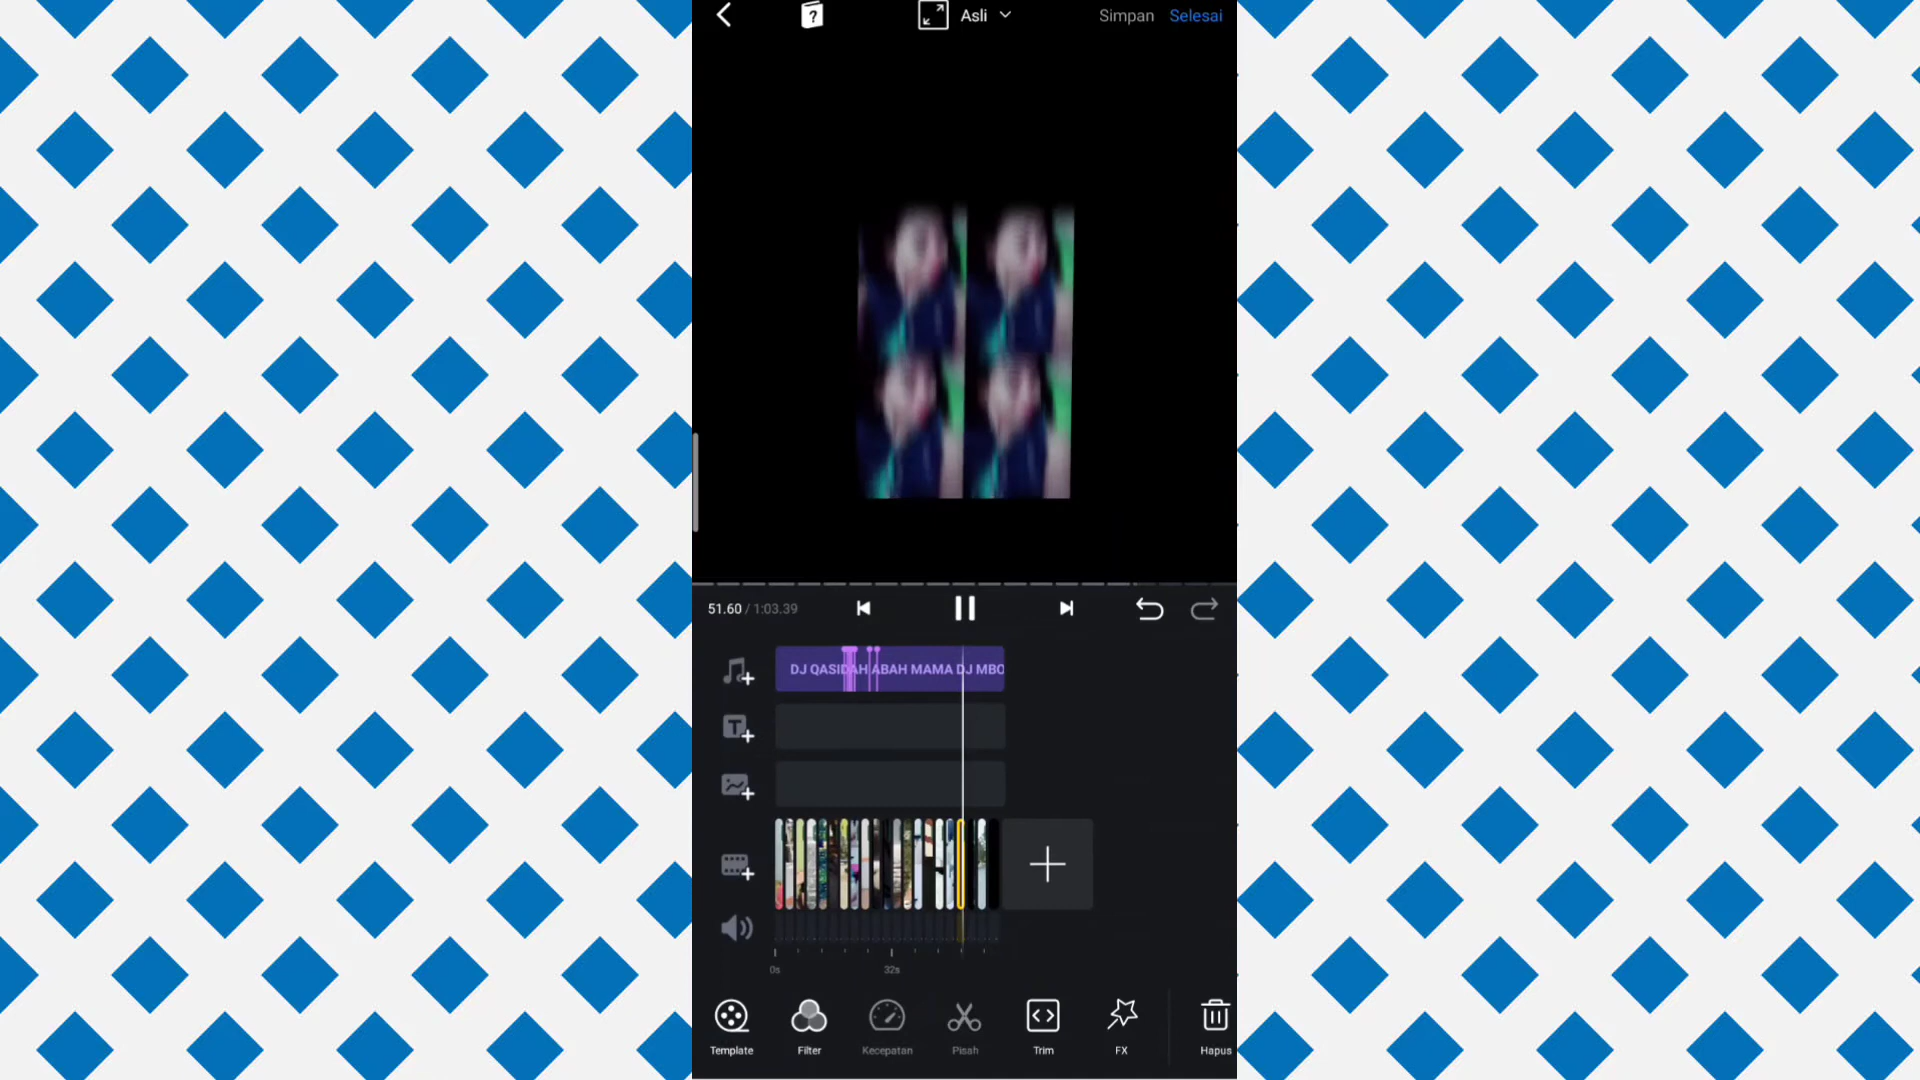 Asli
Simpan
Selesai
51.60 / 1:03.39
DJ QASIDAH ABAH MAMA DJ MBO
0s
32s
Template
Filter
Kecepatan
Pisah
Trim
FX
Hapus